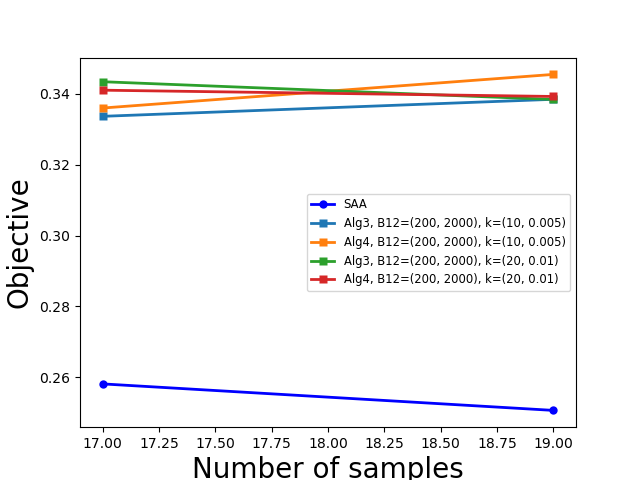 0.34
0.32
0.30
0.28
0.26
Objective
SAA
Alg3, B12=(200, 2000), k=(10, 0.005)
Alg4, B12=(200, 2000), k=(10, 0.005)
Alg3, B12=(200, 2000), k=(20, 0.01)
Alg4, B12=(200, 2000), k=(20, 0.01)
17.00 17.25 17.50 17.75 18.00 18.25 18.50 18.75 19.00
Number of samples